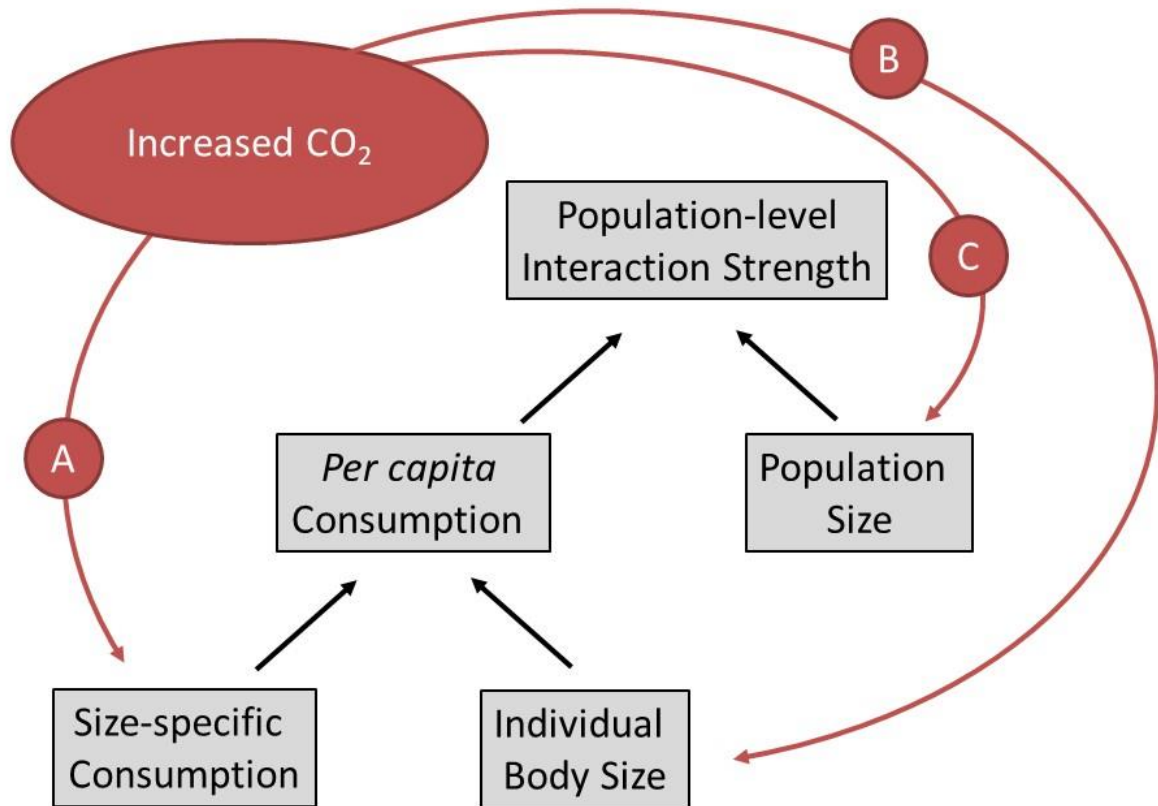 B
Increased CO₂
Population-level
Interaction Strength
C
A
Per capita
Consumption
Population
Size
Size-specific
Consumption
Individual
Body Size